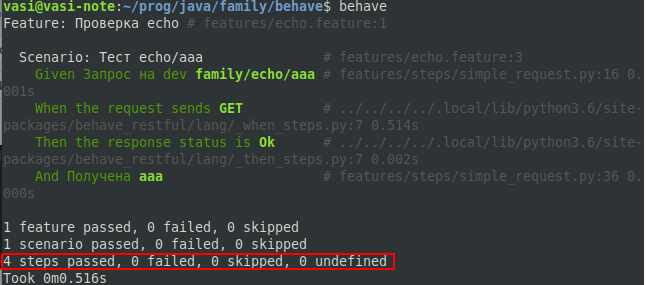 vasi@vasi-note:~/prog/java/family/behave$ behave
Feature: Проверка echo # features/echo.feature:1
Scenario: Тест echo/aaa # features/echo.feature:3
Given Запрос на dev family/echo/aaa # features/steps/simple_request.py:16 0.
001s
When the request sends GET # ../../../../.local/lib/python3.6/site-
packages/behave_restful/lang/_when_steps.py:7 0.514s
Then the response status is Ok # ../../../../.local/lib/python3.6/site-
packages/behave_restful/lang/_then_steps.py:7 0.002s
And Получена aaa # features/steps/simple_request.py:36 0.
000s
1 feature passed, 0 failed, 0 skipped
1 scenario passed, 0 failed, 0 skipped
4 steps passed, 0 failed, 0 skipped, 0 undefined
Took 0m0.516s